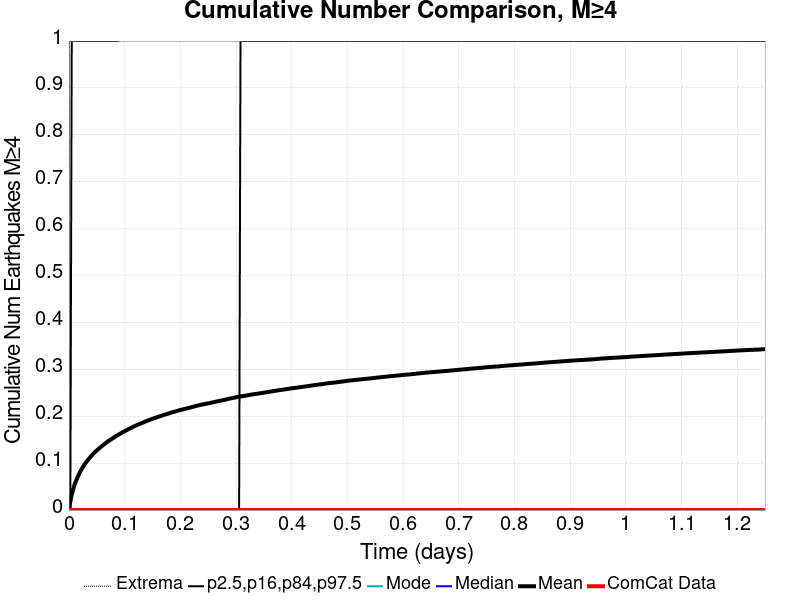 Cumulative Number Comparison, M≥4
Cumulative Num Earthquakes M≥4
1
0.9
0.8
0.7
0.6
0.5
0.4
0.3
0.2
0.1
0
0 0.1 0.2 0.3 0.4 0.5 0.6 0.7 0.8 0.9 1 1.1 1.2
Time (days)
Extrema p2.5,p16,p84,p97.5 Mode Median Mean ComCat Data